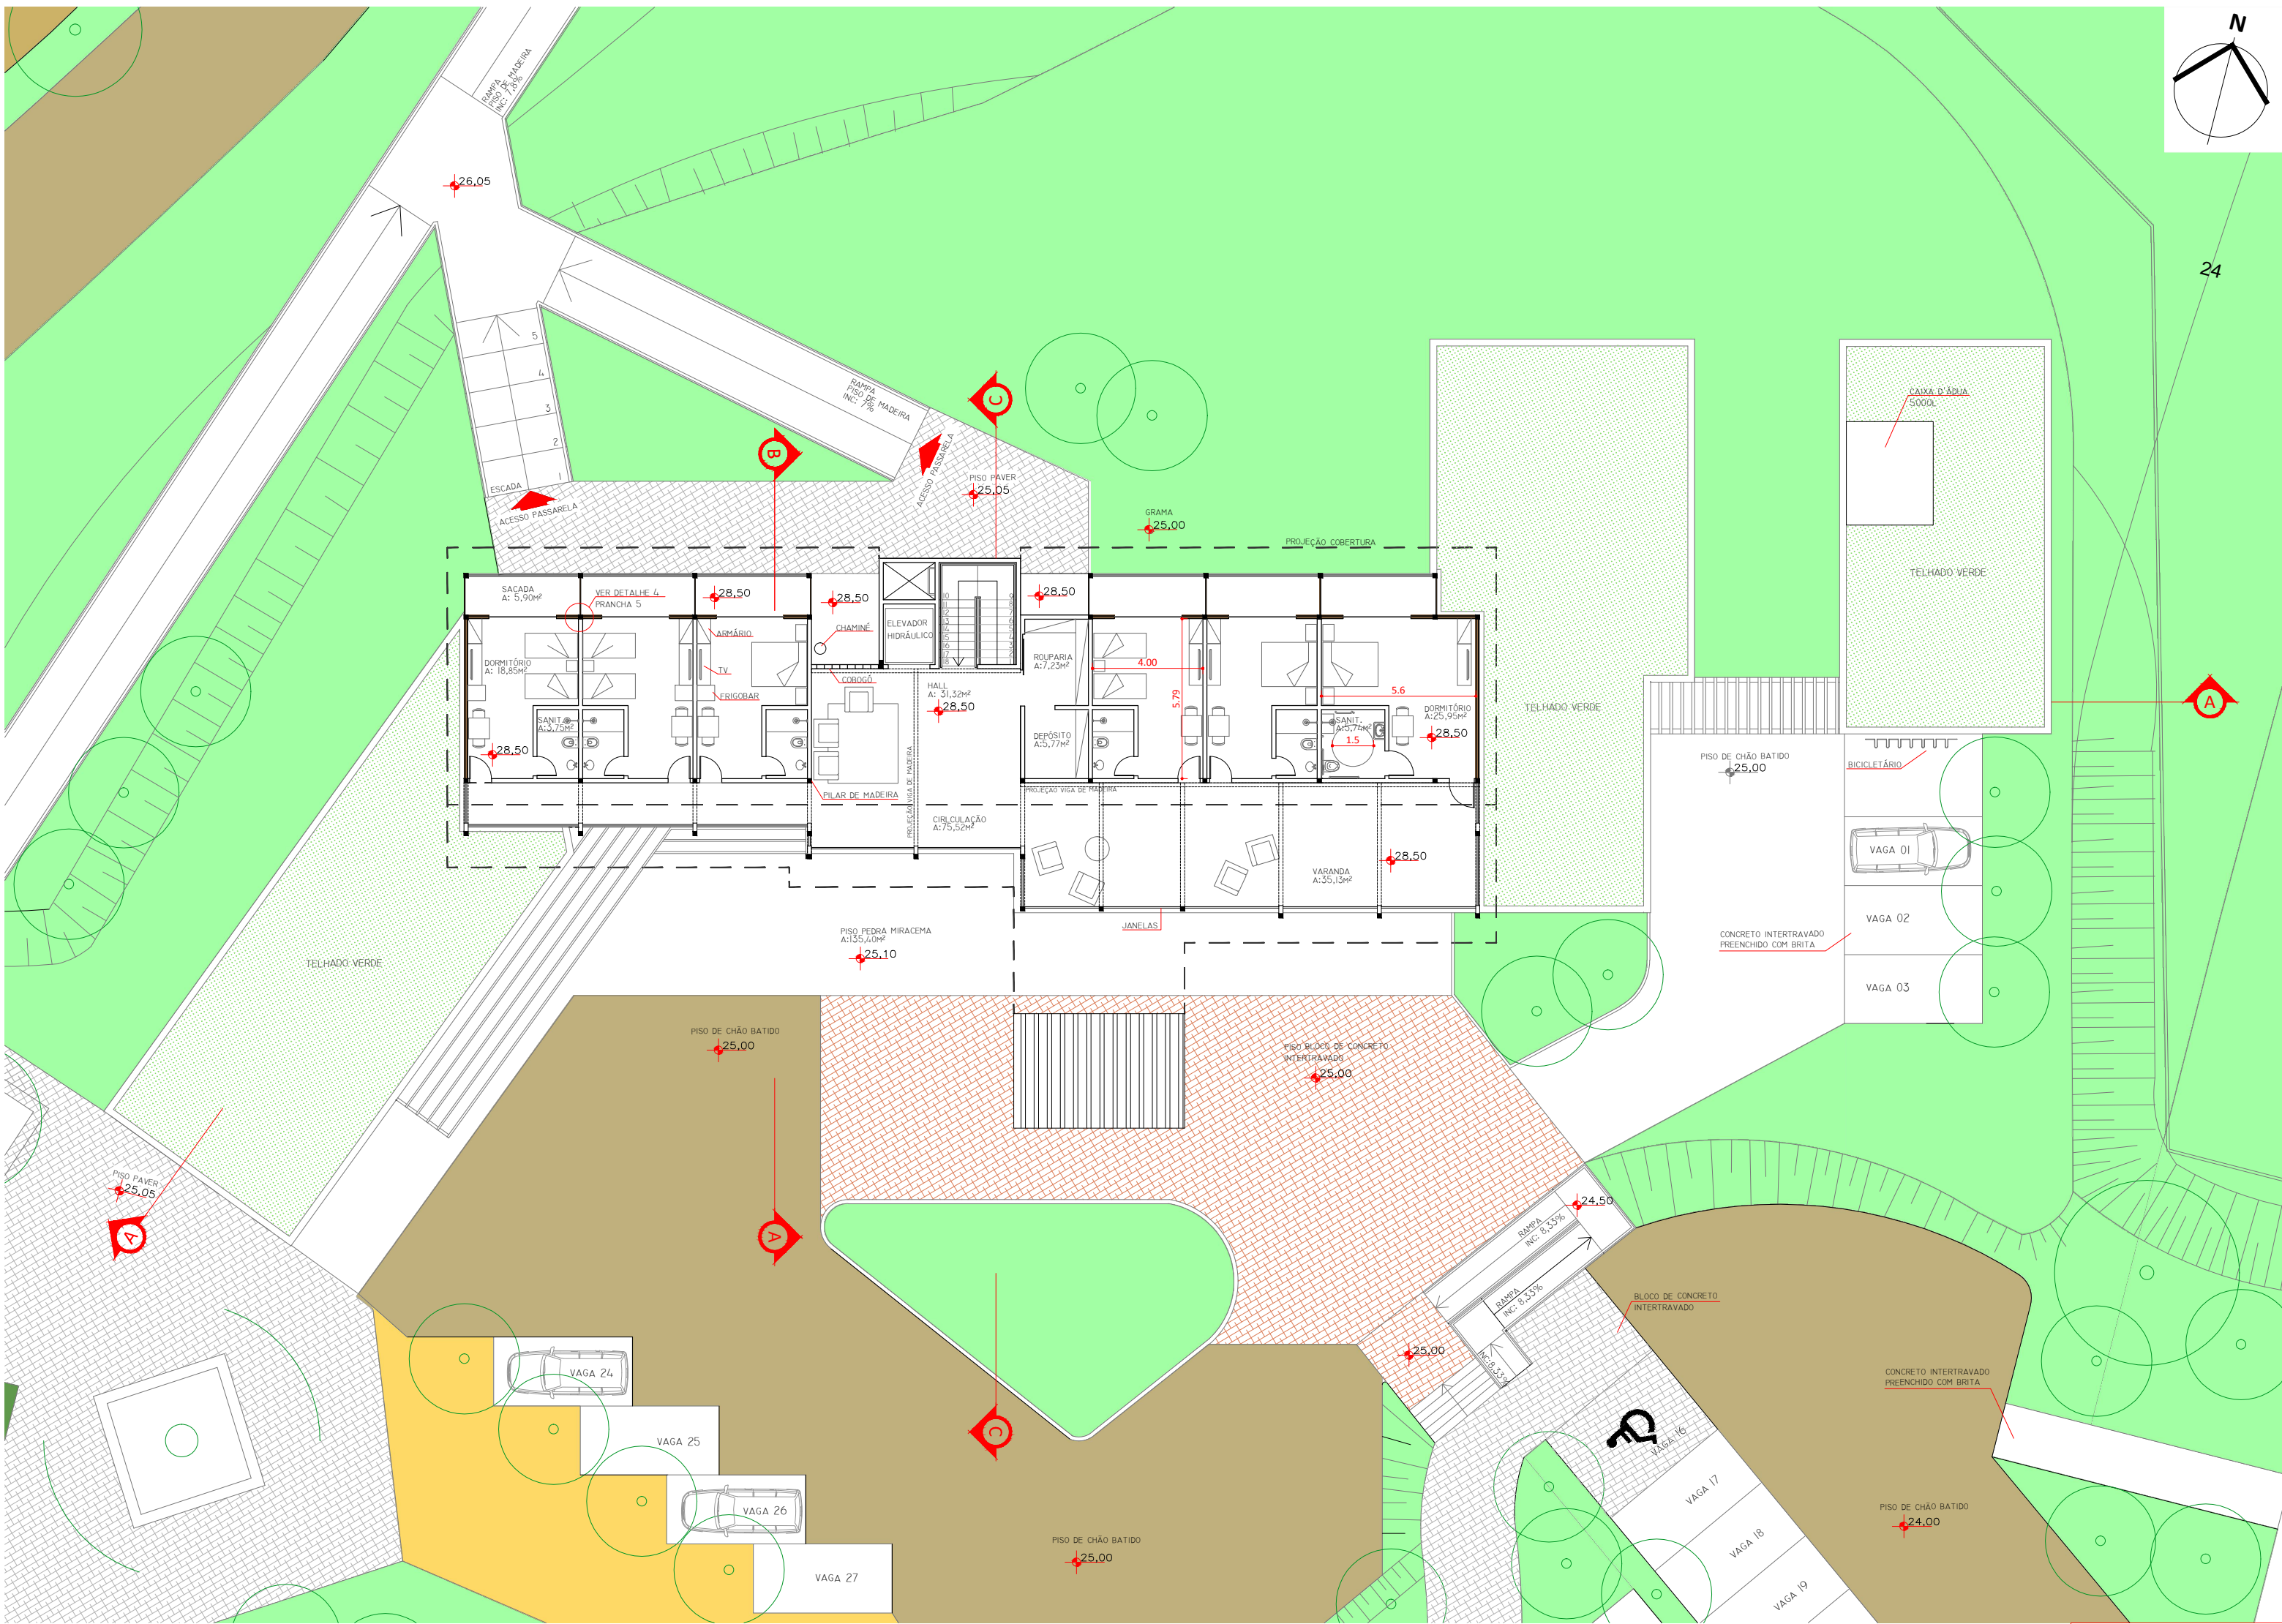 N
RAMPA
PISO DE MADEIRA
INC: 7,8%
26,05
24
5
4
3
2
1
ESCADA
ACESSO PASSARELA
RAMPA
PISO DE MADEIRA
INC: 7%
ACESSO PASSARELA
C
B
PISO PAVER
25,05
GRAMA
25,00
PROJEÇÃO COBERTURA
CAIXA D'ÁQUA
5000L
TELHADO VERDE
SACADA
A: 5,90M²
VER DETALHE 4
PRANCHA 5
28,50
28,50
28,50
CHAMINÉ
ELEVADOR
HIDRÁULICO
ARMÁRIO
TV
FRIGOBAR
COBOGÓ
DORMITÓRIO
A: 18,85M²
SANIT.
A:3,75M²
28,50
HALL
A: 31,32M²
28,50
ROUPARIA
A:7,23M²
DEPÓSITO
A:5,77M²
4.00
5.79
5.6
1.5
SANIT.
A:5,74M²
DORMITÓRIO
A:25,95M²
28,50
TELHADO VERDE
A
PISO DE CHÃO BATIDO
25,00
BICICLETÁRIO
PILAR DE MADEIRA
PROJEÇÃO VIGA DE MADEIRA
PROJEÇÃO VIGA DE MADEIRA
CIRLCULAÇÃO
A:75,52M²
28,50
VARANDA
A:35,13M²
JANELAS
VAGA 01
VAGA 02
VAGA 03
CONCRETO INTERTRAVADO
PREENCHIDO COM BRITA
PISO PEDRA MIRACEMA
A:135,40M²
25,10
TELHADO VERDE
PISO DE CHÃO BATIDO
25,00
PISO BLOCO DE CONCRETO
INTERTRAVADO
25,00
PISO PAVER
25,05
A
A
C
24,50
RAMPA
INC: 8,33%
RAMPA
INC: 8,33%
INC:8,33%
25,00
BLOCO DE CONCRETO
INTERTRAVADO
CONCRETO INTERTRAVADO
PREENCHIDO COM BRITA
VAGA 24
VAGA 25
VAGA 26
VAGA 27
VAGA 16
VAGA 17
VAGA 18
VAGA 19
PISO DE CHÃO BATIDO
25,00
PISO DE CHÃO BATIDO
24,00